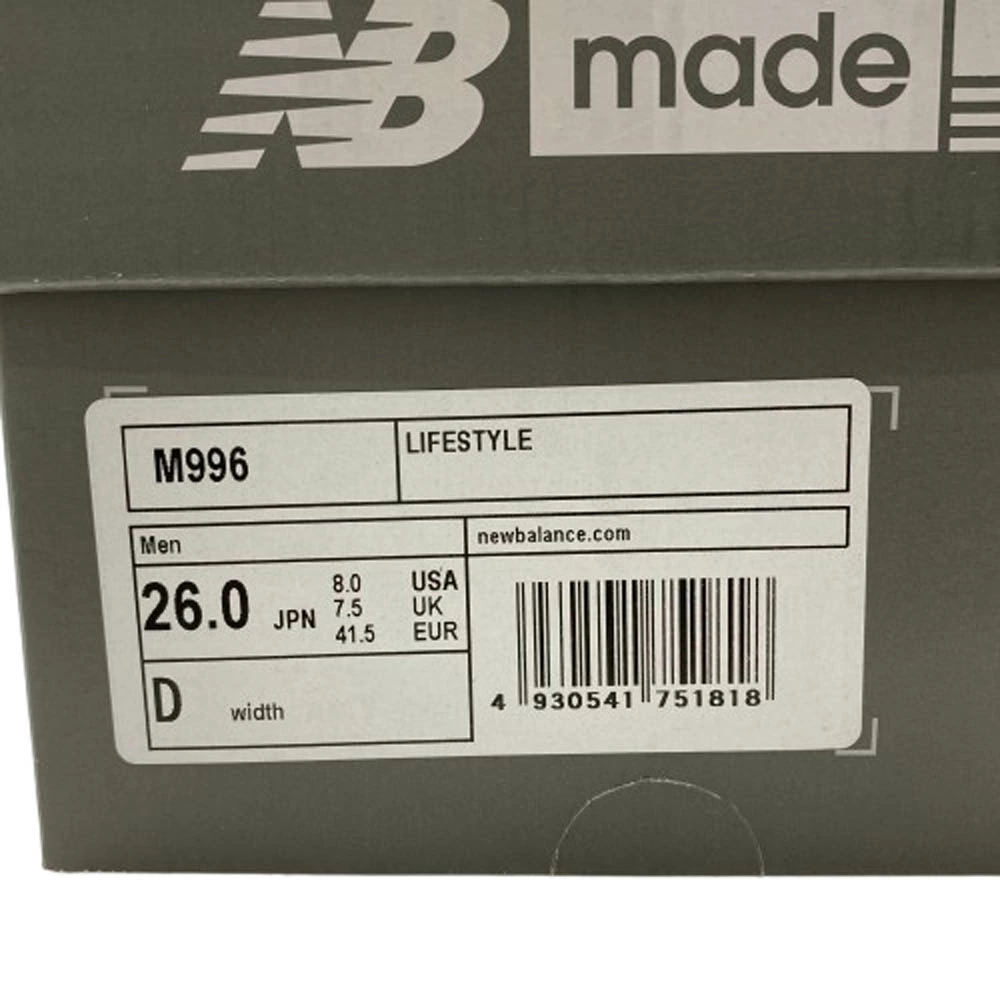 NB made
M996 LIFESTYLE
Men newbalance.com
26.0 JPN
8.0 USA
7.5 UK
41.5 EUR
D width
4 930541 751818